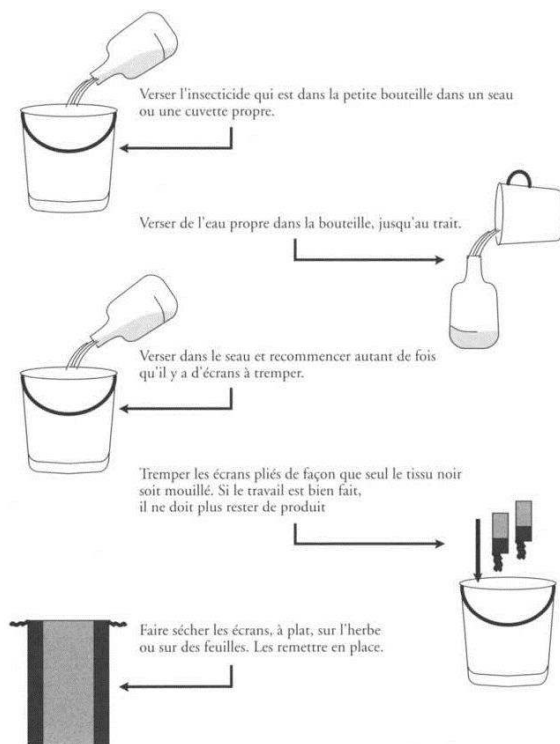 Verser l'insecticide qui est dans la petite bouteille dans un seau
ou une cuvette propre.
Verser de l'eau propre dans la bouteille, jusqu'au trait.
Verser dans le seau et recommencer autant de fois
qu'il y a d'écrans à tremper.
Tremper les écrans pliés de façon que seul le tissu noir
soit mouillé. Si le travail est bien fait,
il ne doit plus rester de produit
Faire sécher les écrans, à plat, sur l'herbe
ou sur des feuilles. Les remettre en place.